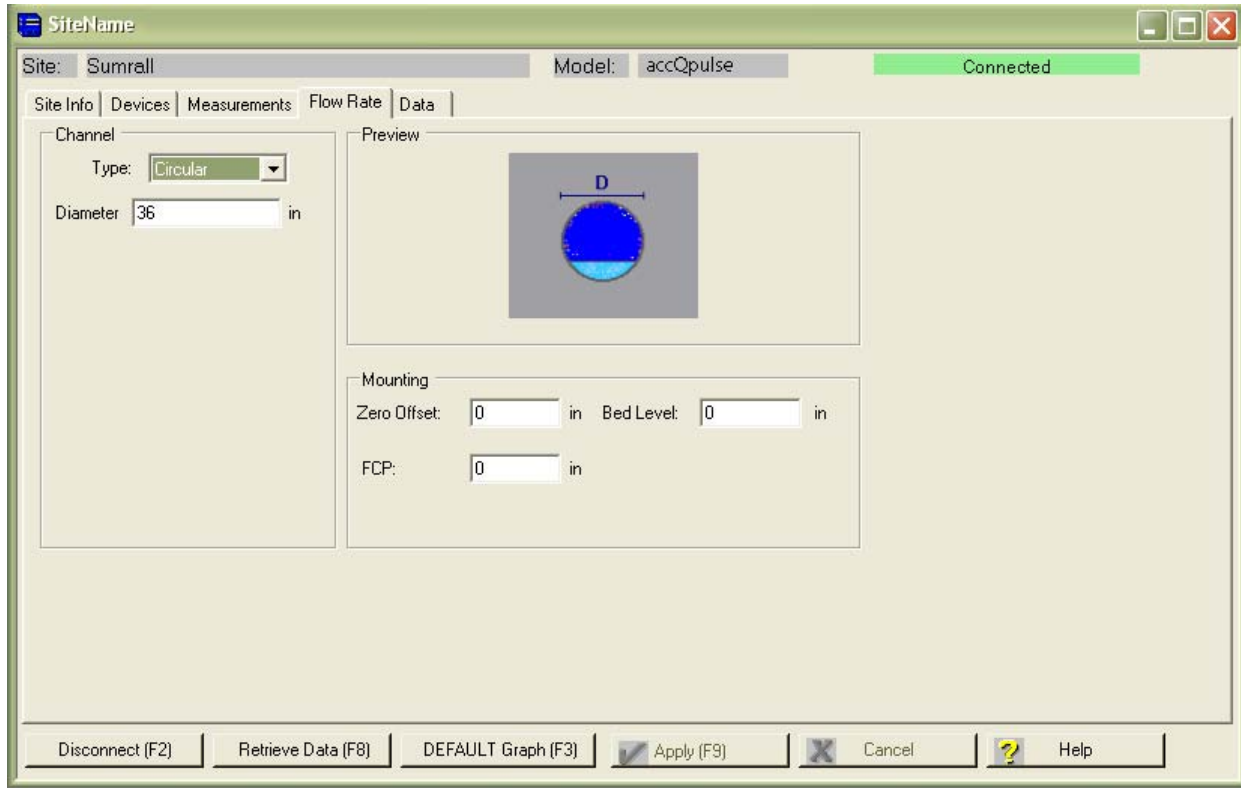 SiteName
Site: Sumrall Model: accQpulse Connected
Site Info Devices Measurements Flow Rate Data
Channel
Type: Circular
Diameter 36 in
Preview
D
Mounting
Zero Offset: 0 in Bed Level: 0 in
FCP: 0 in
Disconnect (F2) Retrieve Data (F8) DEFAULT Graph (F3) Apply (F9) Cancel Help